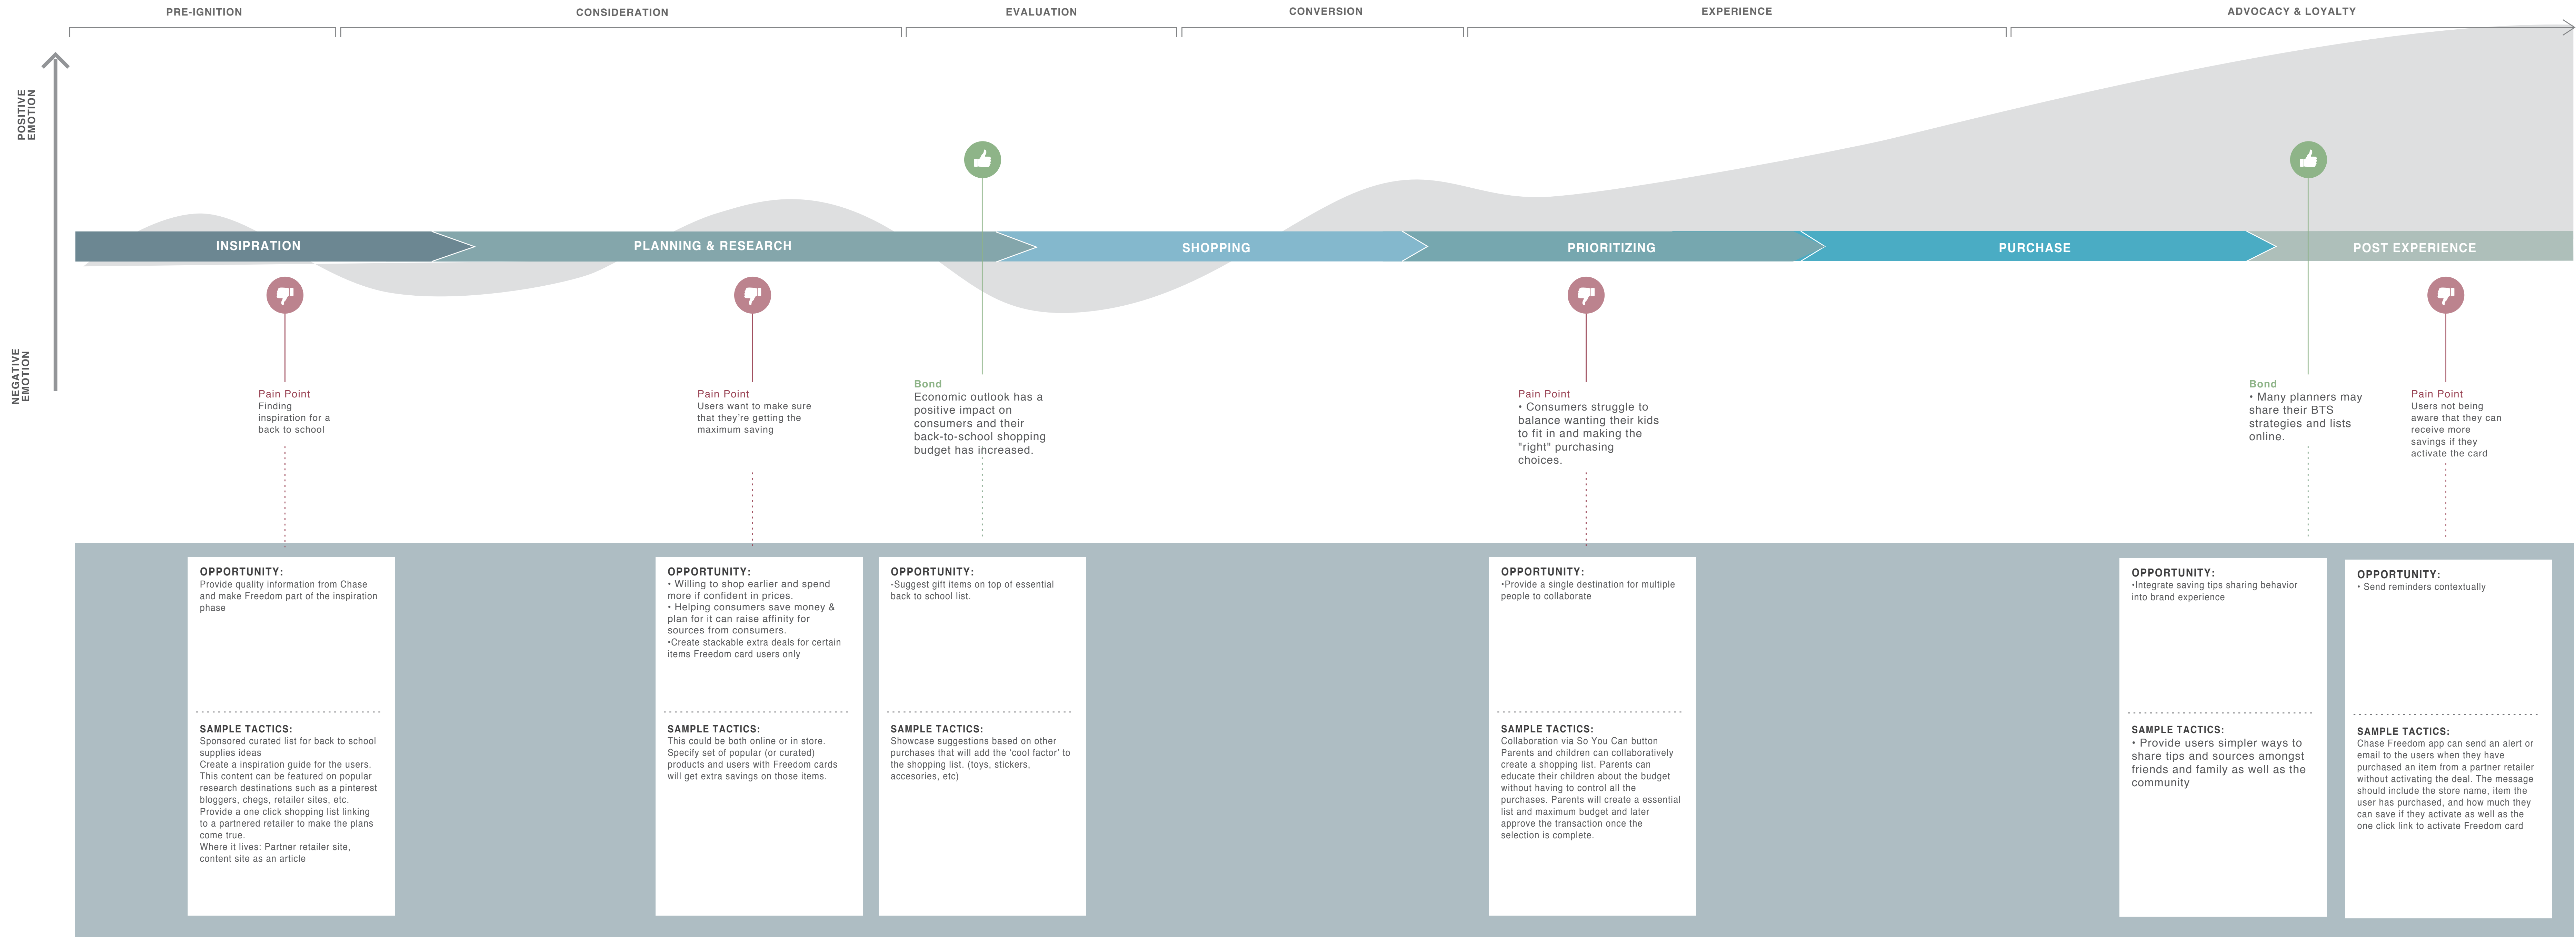 PRE-IGNITION
CONSIDERATION
EVALUATION
CONVERSION
EXPERIENCE
ADVOCACY & LOYALTY
POSITIVE
EMOTION
NEGATIVE
EMOTION
INSIPRATION
PLANNING & RESEARCH
SHOPPING
PRIORITIZING
PURCHASE
POST EXPERIENCE
Pain Point
Finding
inspiration for a
back to school
Pain Point
Users want to make sure
that they're getting the
maximum saving
Bond
Economic outlook has a
positive impact on
consumers and their
back-to-school shopping
budget has increased.
Pain Point
• Consumers struggle to
balance wanting their kids
to fit in and making the
"right" purchasing
choices.
Bond
• Many planners may
share their BTS
strategies and lists
online.
Pain Point
Users not being
aware that they can
receive more
savings if they
activate the card
OPPORTUNITY:
Provide quality information from Chase
and make Freedom part of the inspiration
phase
SAMPLE TACTICS:
Sponsored curated list for back to school
supplies ideas
Create a inspiration guide for the users.
This content can be featured on popular
research destinations such as a pinterest
bloggers, chegs, retailer sites, etc.
Provide a one click shopping list linking
to a partnered retailer to make the plans
come true.
Where it lives: Partner retailer site,
content site as an article
OPPORTUNITY:
• Willing to shop earlier and spend
more if confident in prices.
• Helping consumers save money &
plan for it can raise affinity for
sources from consumers.
•Create stackable extra deals for certain
items Freedom card users only
SAMPLE TACTICS:
This could be both online or in store.
Specify set of popular (or curated)
products and users with Freedom cards
will get extra savings on those items.
OPPORTUNITY:
-Suggest gift items on top of essential
back to school list.
SAMPLE TACTICS:
Showcase suggestions based on other
purchases that will add the 'cool factor' to
the shopping list. (toys, stickers,
accesories, etc)
OPPORTUNITY:
•Provide a single destination for multiple
people to collaborate
SAMPLE TACTICS:
Collaboration via So You Can button
Parents and children can collaboratively
create a shopping list. Parents can
educate their children about the budget
without having to control all the
purchases. Parents will create a essential
list and maximum budget and later
approve the transaction once the
selection is complete.
OPPORTUNITY:
•Integrate saving tips sharing behavior
into brand experience
SAMPLE TACTICS:
• Provide users simpler ways to
share tips and sources amongst
friends and family as well as the
community
OPPORTUNITY:
• Send reminders contextually
SAMPLE TACTICS:
Chase Freedom app can send an alert or
email to the users when they have
purchased an item from a partner retailer
without activating the deal. The message
should include the store name, item the
user has purchased, and how much they
can save if they activate as well as the
one click link to activate Freedom card